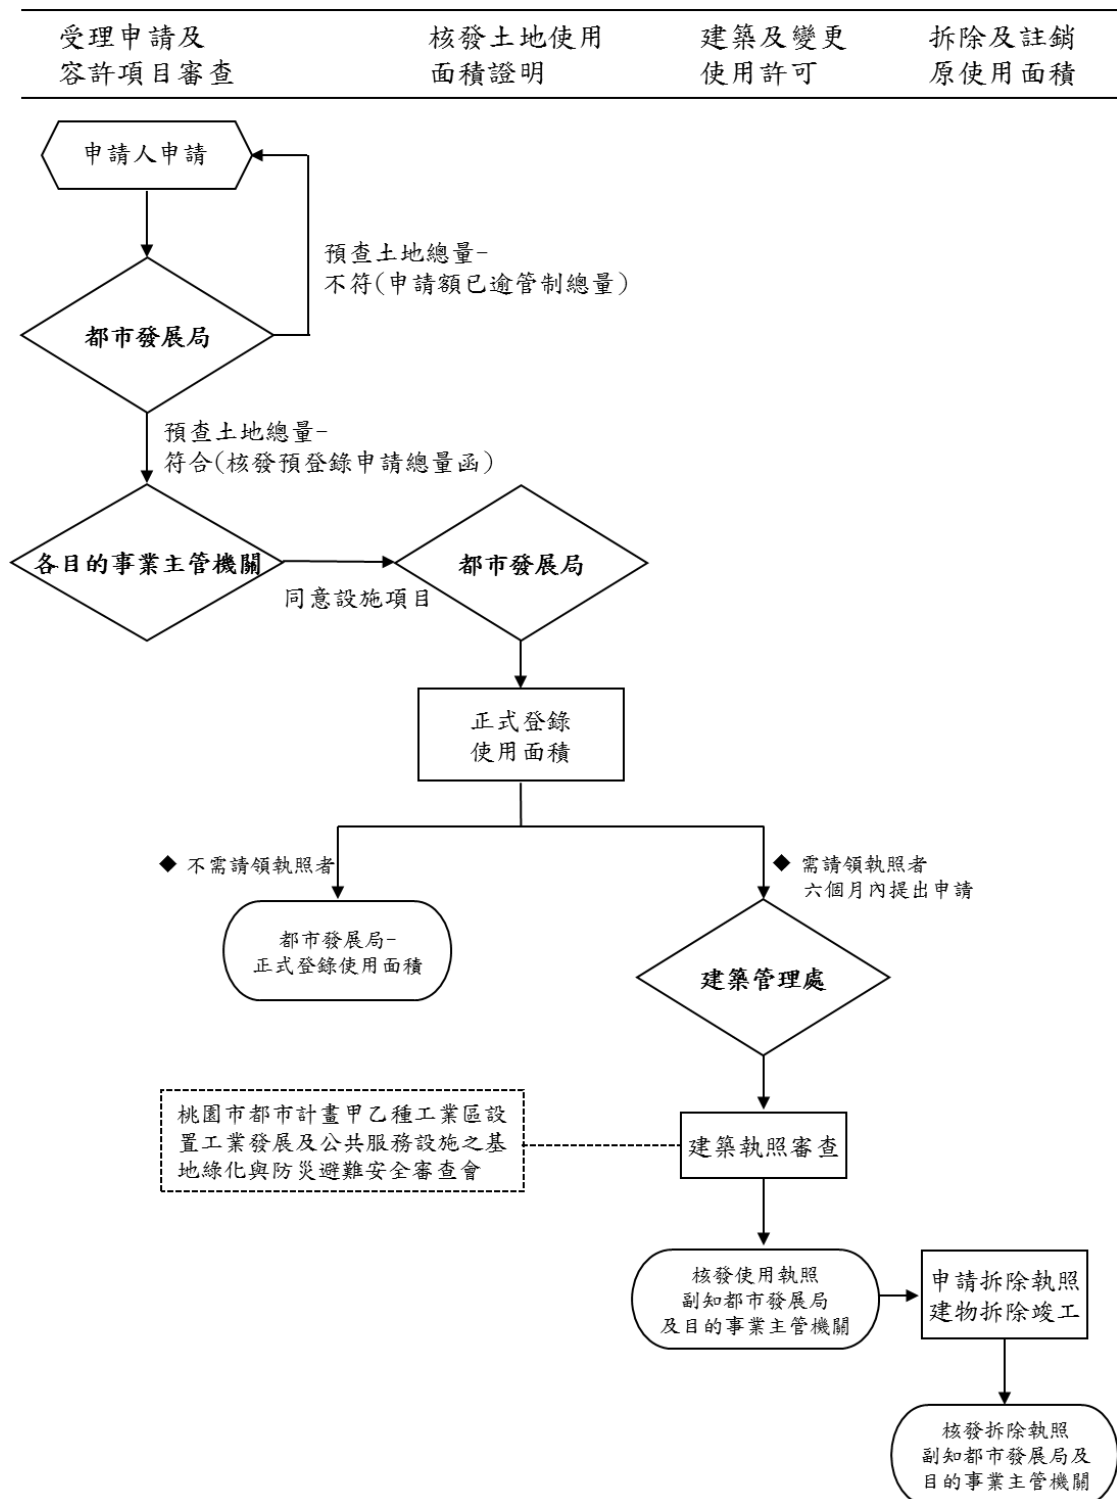 受理申請及
容許項目審查
核發土地使用
面積證明
建築及變更
使用許可
拆除及註銷
原使用面積
申請人申請
預查土地總量-
不符(申請額已逾管制總量)
都市發展局
預查土地總量-
符合(核發預登錄申請總量函)
各目的事業主管機關
同意設施項目
都市發展局
正式登錄
使用面積
◆ 不需請領執照者
◆ 需請領執照者
六個月內提出申請
都市發展局-
正式登錄使用面積
建築管理處
桃園市都市計畫甲乙種工業區設
置工業發展及公共服務設施之基
地綠化與防災避難安全審查會
建築執照審查
核發使用執照
副知都市發展局
及目的事業主管機關
申請拆除執照
建物拆除竣工
核發拆除執照
副知都市發展局及
目的事業主管機關